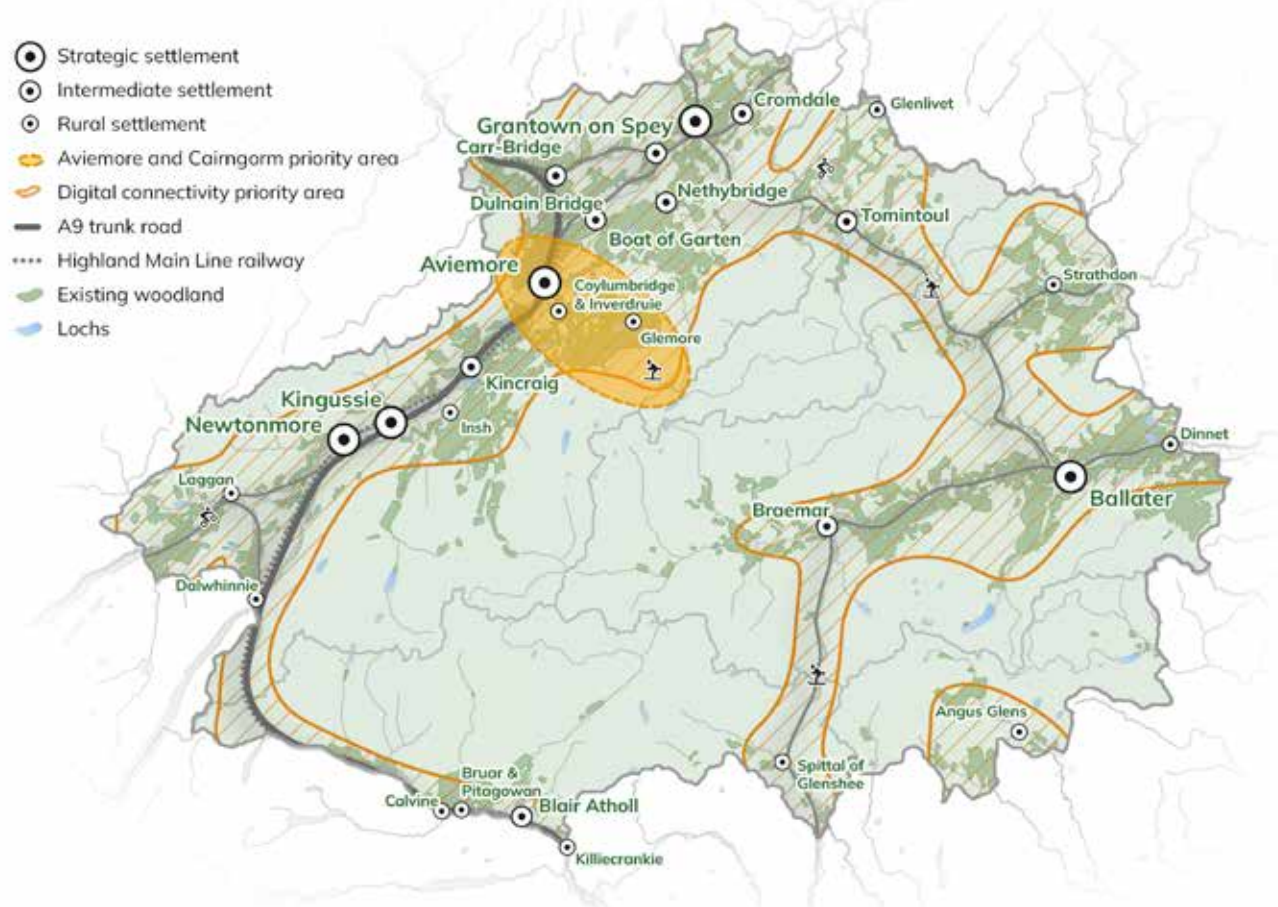 Strategic settlement
Intermediate settlement
Rural settlement
Aviemore and Cairngorm priority area
Digital connectivity priority area
A9 trunk road
Highland Main Line railway
Existing woodland
Lochs
Cromdale
Glenlivet
Grantown on Spey
Carr-Bridge
Nethybridge
Dulnain Bridge
Tomintoul
Boat of Garten
Aviemore
Strathdon
Coylumbridge
& Inverdruie
Glemore
Kincraig
Kingussie
Newtonmore
Insh
Dinnet
Laggan
Ballater
Braemar
Dalwhinnie
Angus Glens
Spittal of
Glenshee
Bruar &
Pitagowan
Calvine
Blair Atholl
Killiecrankie